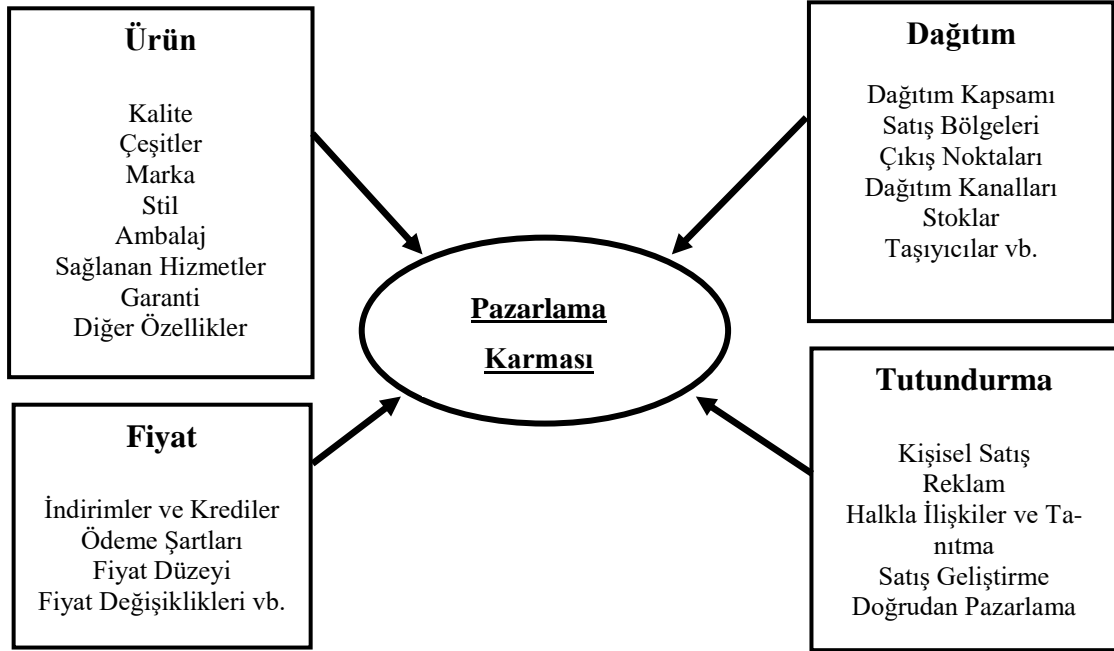 Ürün
Kalite
Çeşitler
Marka
Stil
Ambalaj
Sağlanan Hizmetler
Garanti
Diğer Özellikler
Dağıtım
Dağıtım Kapsamı
Satış Bölgeleri
Çıkış Noktaları
Dağıtım Kanalları
Stoklar
Taşıyıcılar vb.
Pazarlama
Karması
Fiyat
İndirimler ve Krediler
Ödeme Şartları
Fiyat Düzeyi
Fiyat Değişiklikleri vb.
Tutundurma
Kişisel Satış
Reklam
Halkla İlişkiler ve Ta-
nıtma
Satış Geliştirme
Doğrudan Pazarlama